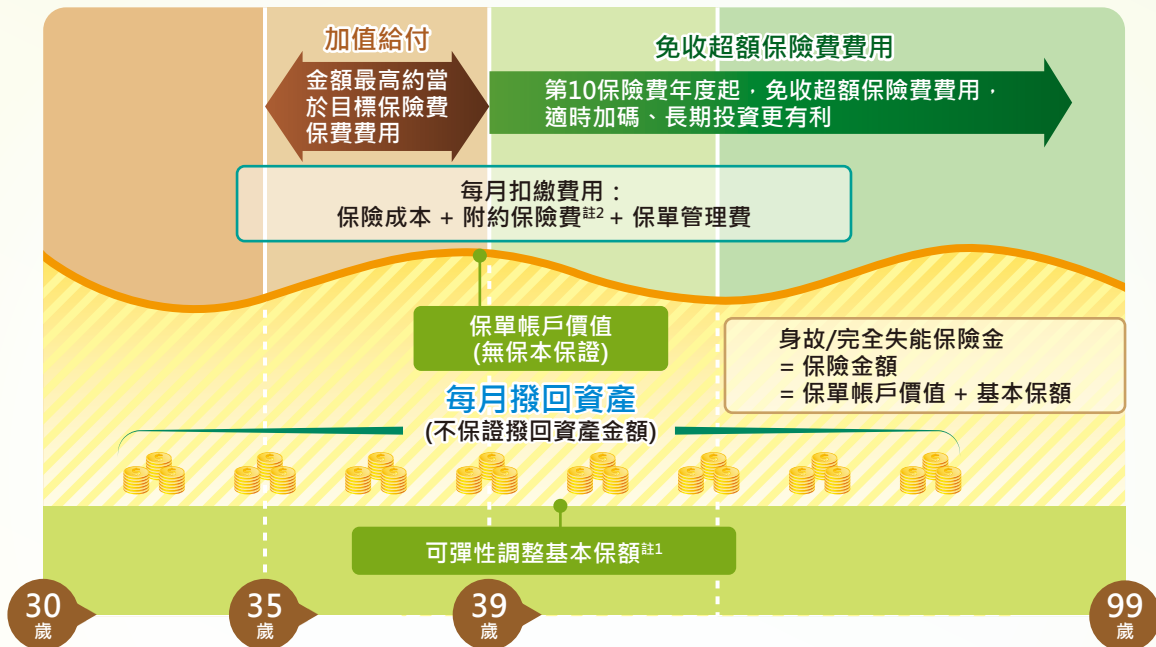 加值給付
金額最高約當
於目標保險費
保費費用
免收超額保險費費用
第10保險費年度起，免收超額保險費費用，
適時加碼、長期投資更有利
每月扣繳費用：
保險成本 + 附約保險費註2 + 保單管理費
保單帳戶價值
(無保本保證)
身故/完全失能保險金
= 保險金額
= 保單帳戶價值 + 基本保額
每月撥回資產
(不保證撥回資產金額)
可彈性調整基本保額註1
30
歲
35
歲
39
歲
99
歲